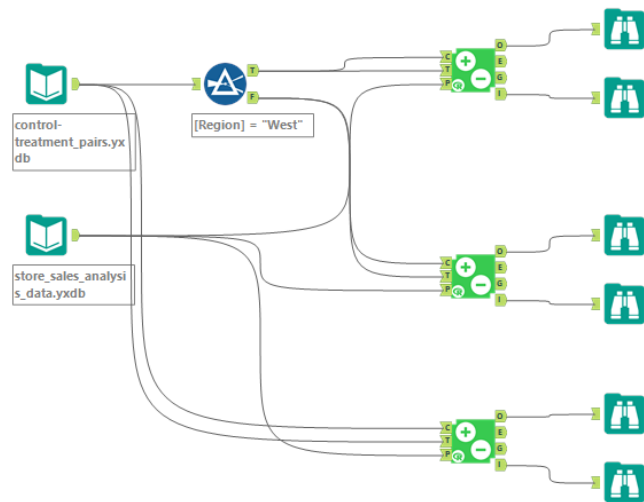 T
F
C
T
P
O
E
G
I
control-
treatment_pairs.yx
db
[Region] = "West"
store_sales_analysi
s_data.yxdb
C
T
P
O
E
G
I
C
T
P
O
E
G
I